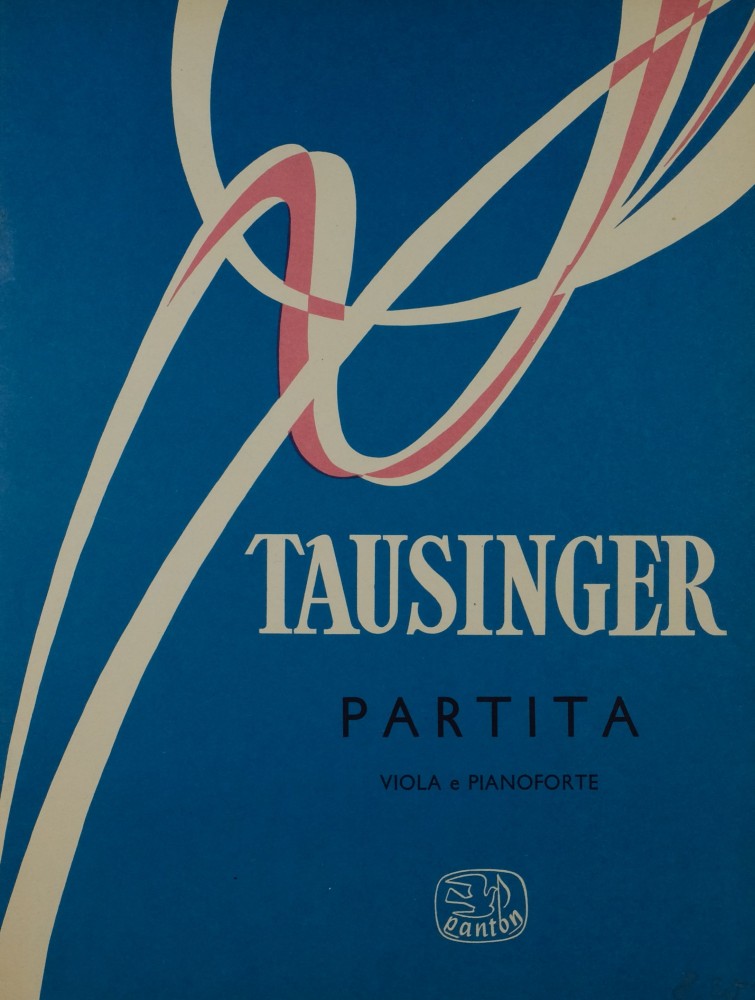 TAUSINGER
PARTITA
VIOLA e PIANOFORTE
panton